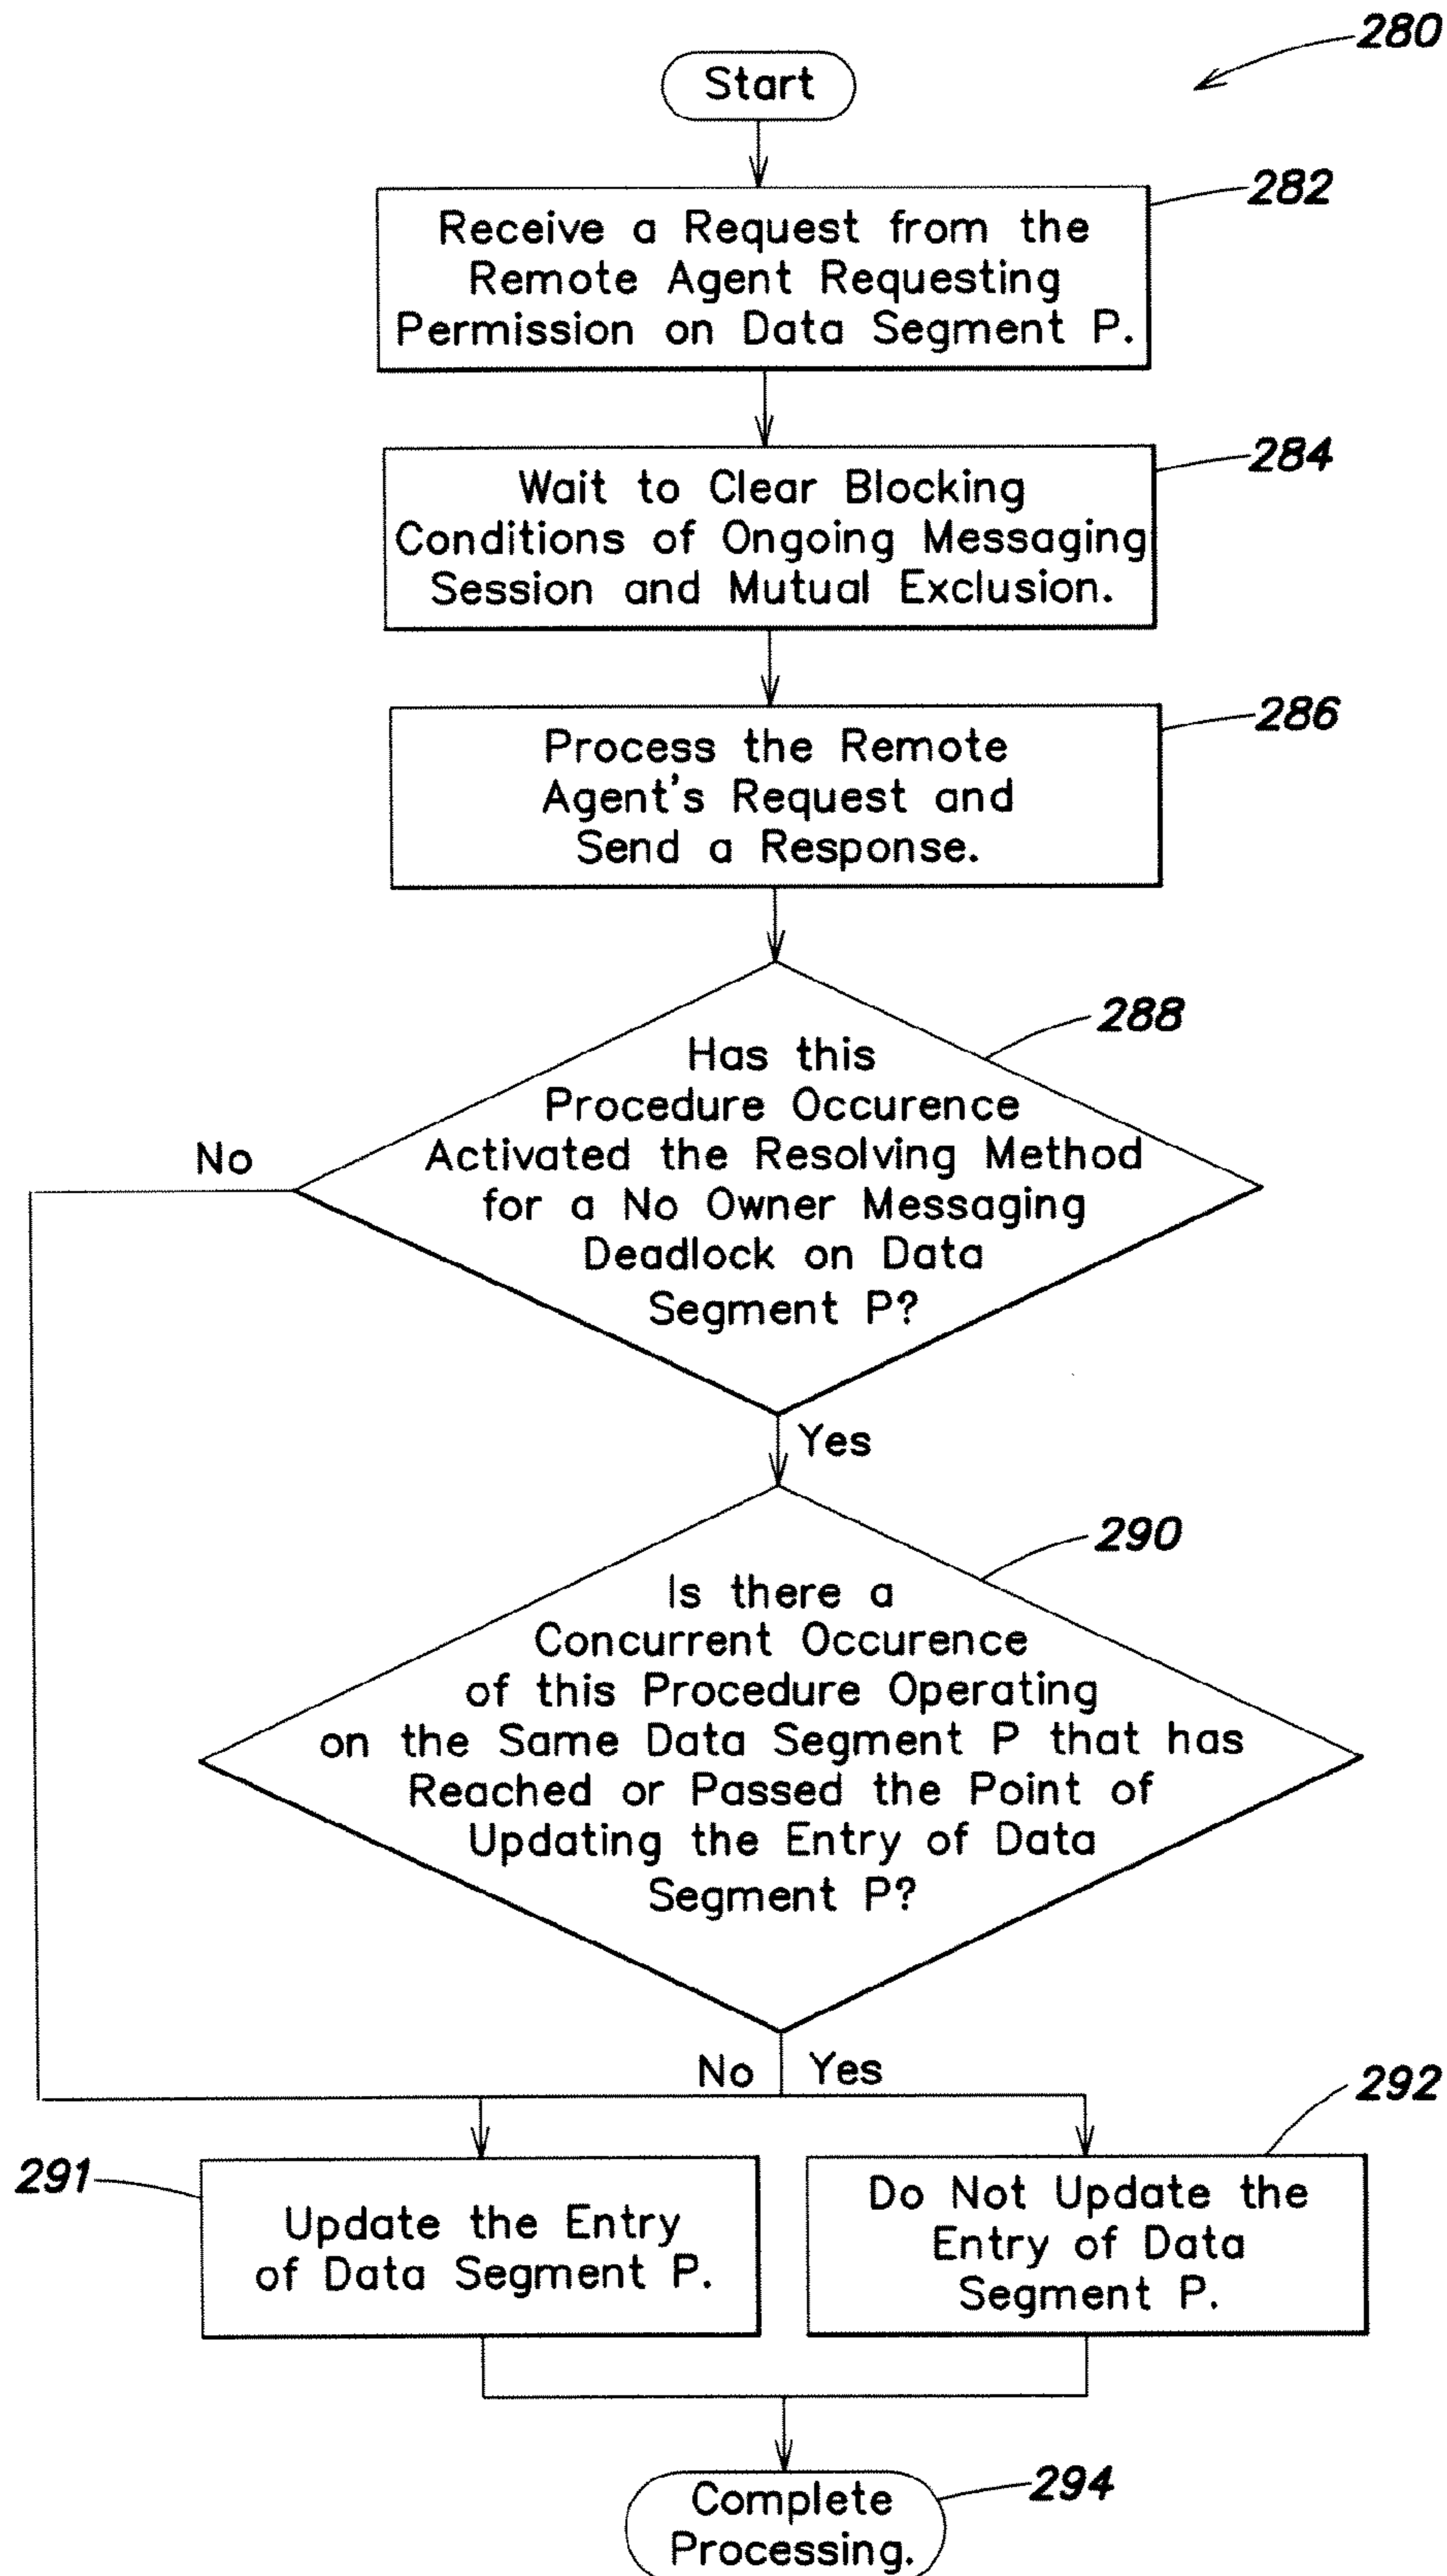 280
Start
282
Receive a Request from the
Remote Agent Requesting
Permission on Data Segment P.
284
Wait to Clear Blocking
Conditions of Ongoing Messaging
Session and Mutual Exclusion.
286
Process the Remote
Agent's Request and
Send a Response.
288
Has this
Procedure Occurence
Activated the Resolving Method
for a No Owner Messaging
Deadlock on Data
Segment P?
No
Yes
290
Is there a
Concurrent Occurence
of this Procedure Operating
on the Same Data Segment P that has
Reached or Passed the Point of
Updating the Entry of Data
Segment P?
No Yes
292
291
Update the Entry
of Data Segment P.
Do Not Update the
Entry of Data
Segment P.
294
Complete
Processing.